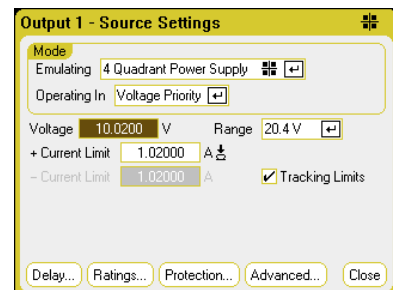 Output 1 - Source Settings
Mode
Emulating 4 Quadrant Power Supply
Operating In Voltage Priority
Voltage 10.0200 V Range 20.4 V
+ Current Limit 1.02000 A
- Current Limit 1.02000 A Tracking Limits
Delay... Ratings... Protection... Advanced... Close